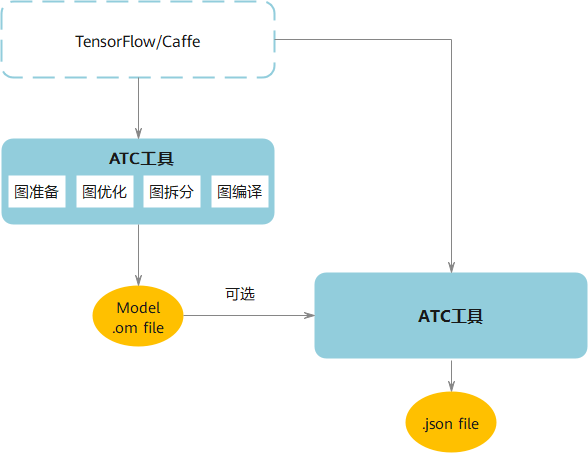 TensorFlow/Caffe
ATC工具
图准备
图优化
图拆分
图编译
Model
.om file
可选
ATC工具
.json file